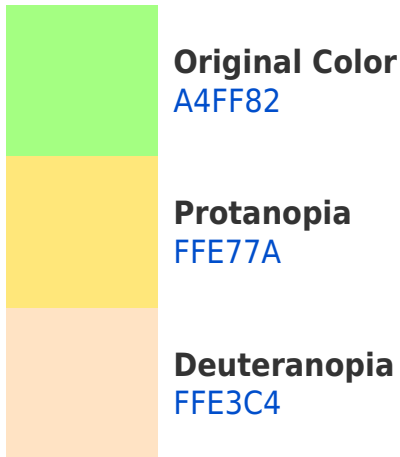 Original Color
A4FF82
Protanopia
FFE77A
Deuteranopia
FFE3C4